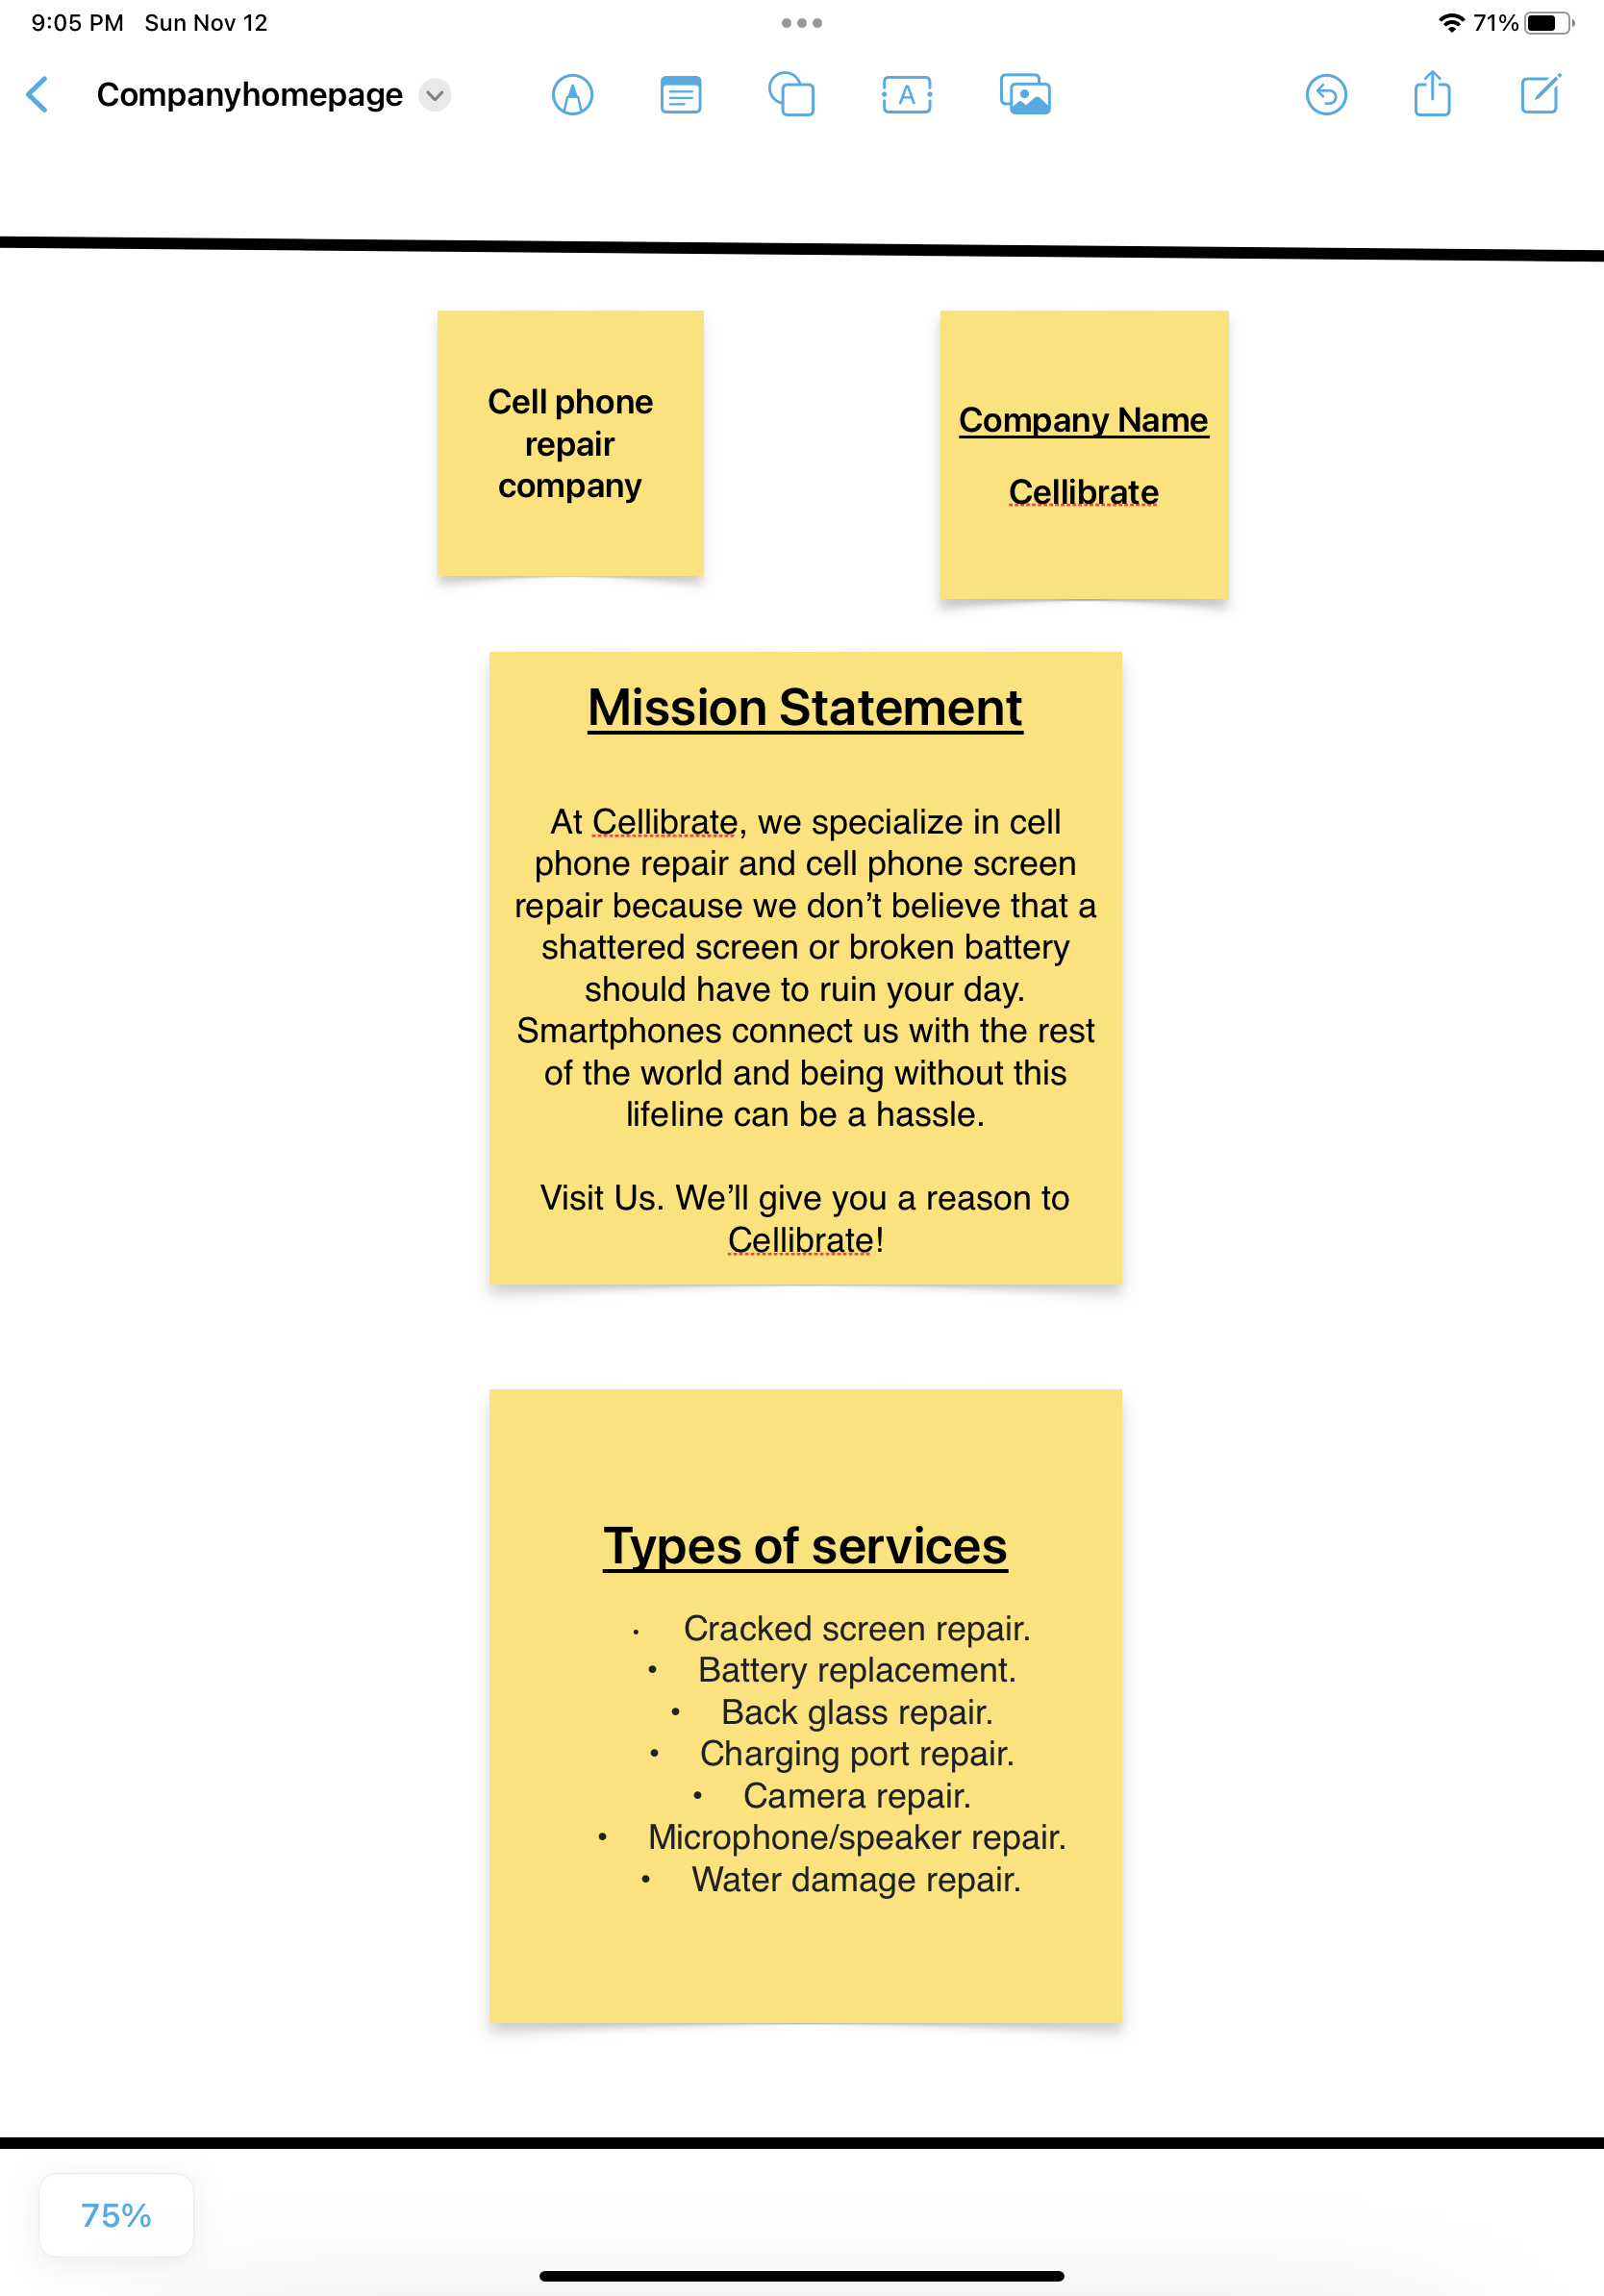 9:05 PM Sun Nov 12
71%
Companyhomepage
A
Cell phone
repair
company
Company Name
Cellibrate
Mission Statement
At Cellibrate, we specialize in cell
phone repair and cell phone screen
repair because we don’t believe that a
shattered screen or broken battery
should have to ruin your day.
Smartphones connect us with the rest
of the world and being without this
lifeline can be a hassle.
Visit Us. We’ll give you a reason to
Cellibrate!
Types of services
• Cracked screen repair.
• Battery replacement.
• Back glass repair.
• Charging port repair.
• Camera repair.
• Microphone/speaker repair.
• Water damage repair.
75%